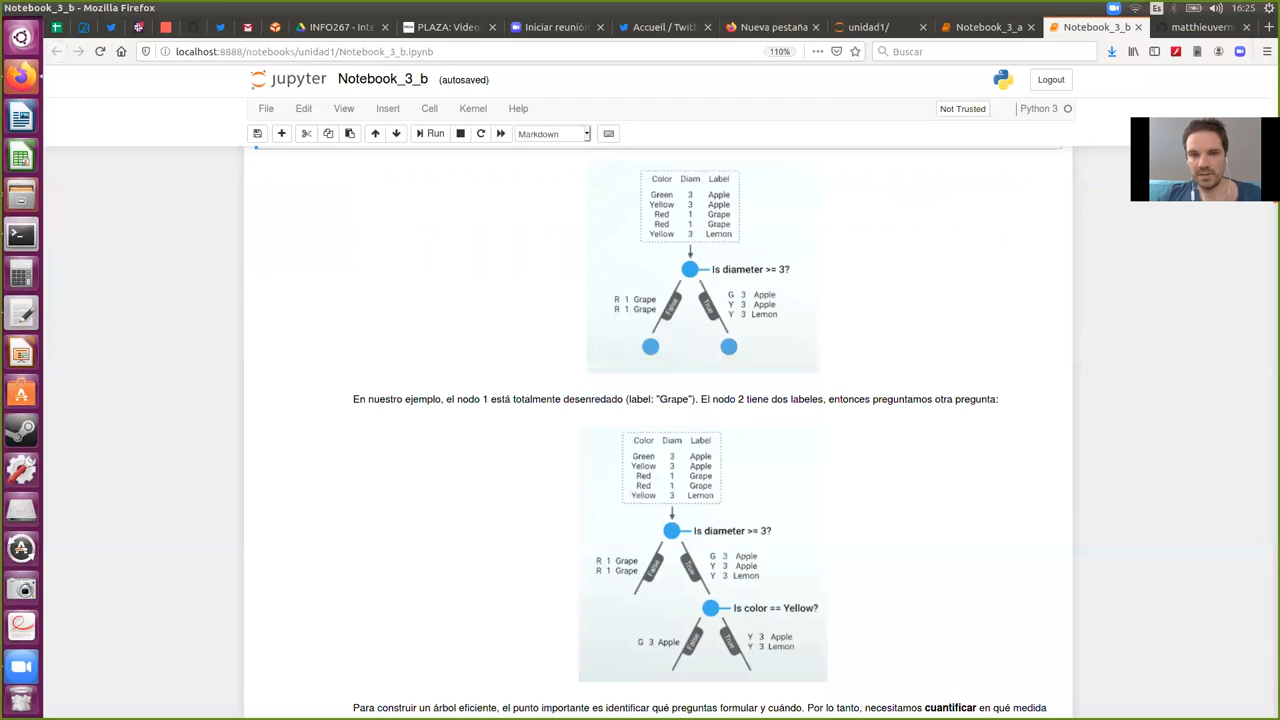 Notebook_3_b - Mozilla Firefox
Es
16:25
INFO267 - Intel
NLZA: Video
Iniciar reunión
Accueil / Twitt
Nueva pestaña
unidad1/
Notebook_3_a
Notebook_3_b
matthieuvern
localhost:8888/notebooks/unidad1/Notebook_3_b.ipynb
110%
Buscar
jupyter
Notebook_3_b
(autosaved)
Logout
File Edit View Insert Cell Kernel Help
Not Trusted
Python 3
Run
Markdown
Color Diam Label
Green 3 Apple
Yellow 3 Apple
Red 1 Grape
Red 1 Grape
Yellow 3 Lemon
Is diameter >= 3?
R 1 Grape
R 1 Grape
False
True
G 3 Apple
Y 3 Apple
Y 3 Lemon
En nuestro ejemplo, el nodo 1 está totalmente desenredado (label: "Grape"). El nodo 2 tiene dos labeles, entonces preguntamos otra pregunta:
Color Diam Label
Green 3 Apple
Yellow 3 Apple
Red 1 Grape
Red 1 Grape
Yellow 3 Lemon
Is diameter >= 3?
R 1 Grape
R 1 Grape
False
True
G 3 Apple
Y 3 Apple
Y 3 Lemon
Is color == Yellow?
G 3 Apple
False
True
Y 3 Apple
Y 3 Lemon
Para construir un árbol eficiente, el punto importante es identificar qué preguntas formular y cuándo. Por lo tanto, necesitamos cuantificar en qué medida